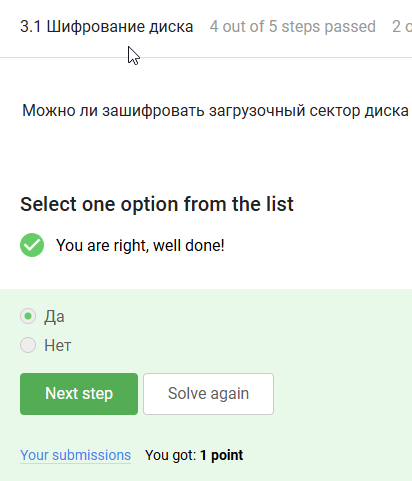 3.1 Шифрование диска 4 out of 5 steps passed 2
Можно ли зашифровать загрузочный сектор диска
Select one option from the list
You are right, well done!
Да
Нет
Next step Solve again
Your submissions You got: 1 point